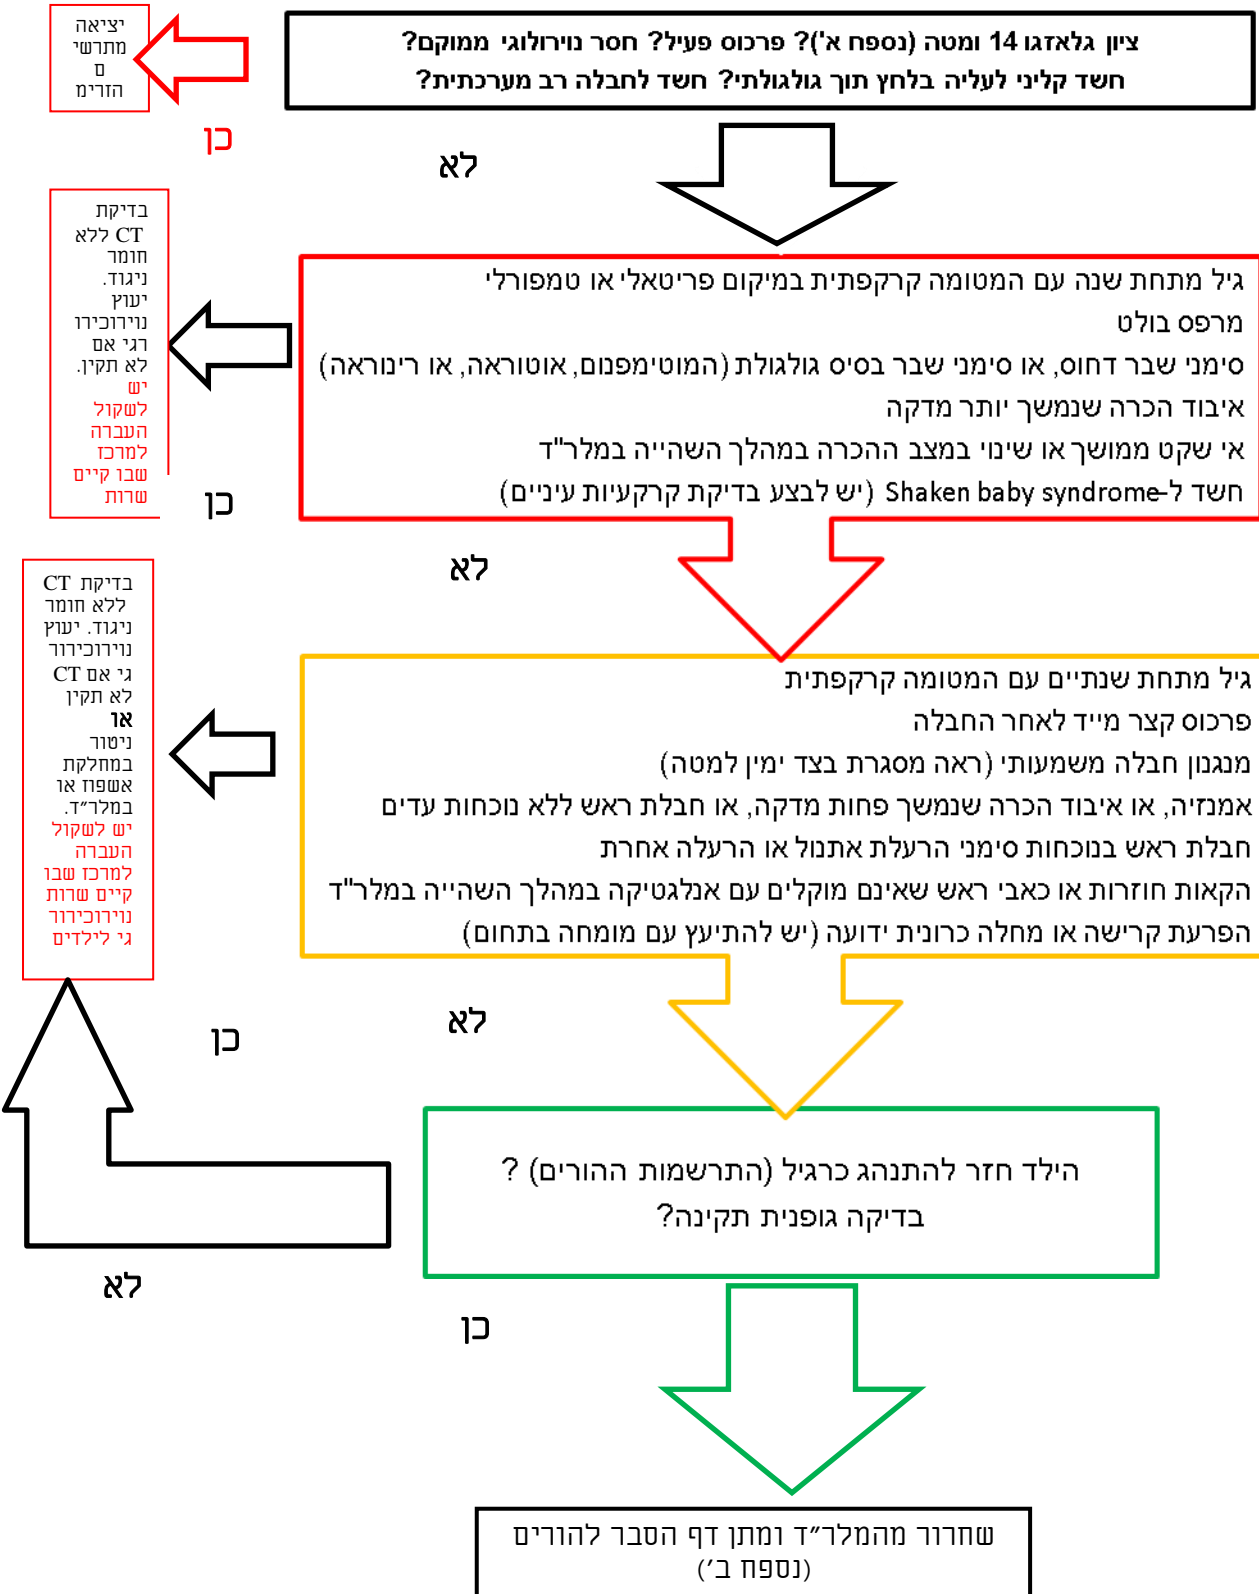 ציון גלאזגו 14 ומטה (נספח א')? פרכוס פעיל? חסר נוירולוגי ממוקם?
חשד קליני לעליה בלחץ תוך גולגולתי? חשד לחבלה רב מערכתית?
יציאה
מתרשי
ם
הזרימ
כן
לא
גיל מתחת שנה עם המטומה קרקפתית במיקום פריטאלי או טמפורלי
מרפס בולט
סימני שבר דחוס, או סימני שבר בסיס גולגולת (המוטימפנום, אוטוראה, או רינוראה)
איבוד הכרה שנמשך יותר מדקה
אי שקט ממושך או שינוי במצב ההכרה במהלך השהייה במלר"ד
חשד ל-Shaken baby syndrome (יש לבצע בדיקת קרקעיות עיניים)
בדיקת
CT ללא
חומר
ניגוד.
יעוץ
נוירוכירו
רגי אם
לא תקין.
יש
לשקול
העברה
למרכז
שבו קיים
שרות
כן
לא
גיל מתחת שנתיים עם המטומה קרקפתית
פרכוס קצר מייד לאחר החבלה
מנגנון חבלה משמעותי (ראה מסגרת בצד ימין למטה)
אמנזיה, או איבוד הכרה שנמשך פחות מדקה, או חבלת ראש ללא נוכחות עדים
חבלת ראש בנוכחות סימני הרעלת אתנול או הרעלה אחרת
הקאות חוזרות או כאבי ראש שאינם מוקלים עם אנלגטיקה במהלך השהייה במלר"ד
הפרעת קרישה או מחלה כרונית ידועה (יש להתיעץ עם מומחה בתחום)
בדיקת CT
ללא חומר
ניגוד. יעוץ
נוירוכירור
גי אם CT
לא תקין
או
ניטור
במחלקת
אשפוז או
במלר״ד.
יש לשקול
העברה
למרכז שבו
קיים שרות
נוירוכירור
גי לילדים
כן
לא
הילד חזר להתנהג כרגיל (התרשמות ההורים) ?
בדיקה גופנית תקינה?
לא
כן
שחרור מהמלר״ד ומתן דף הסבר להורים
(נספח ב׳)